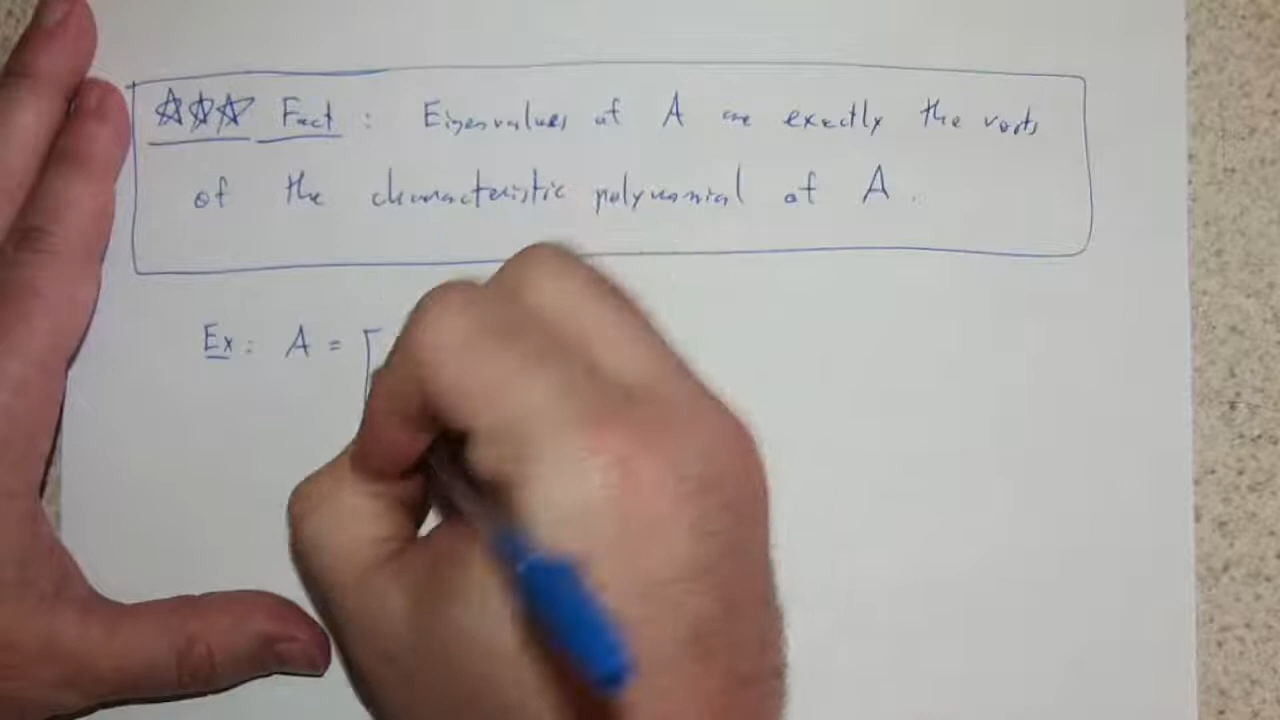 Fact : Eigenvalues of A are exactly the roots
of the characteristic polynomial of A .
Ex : A = [